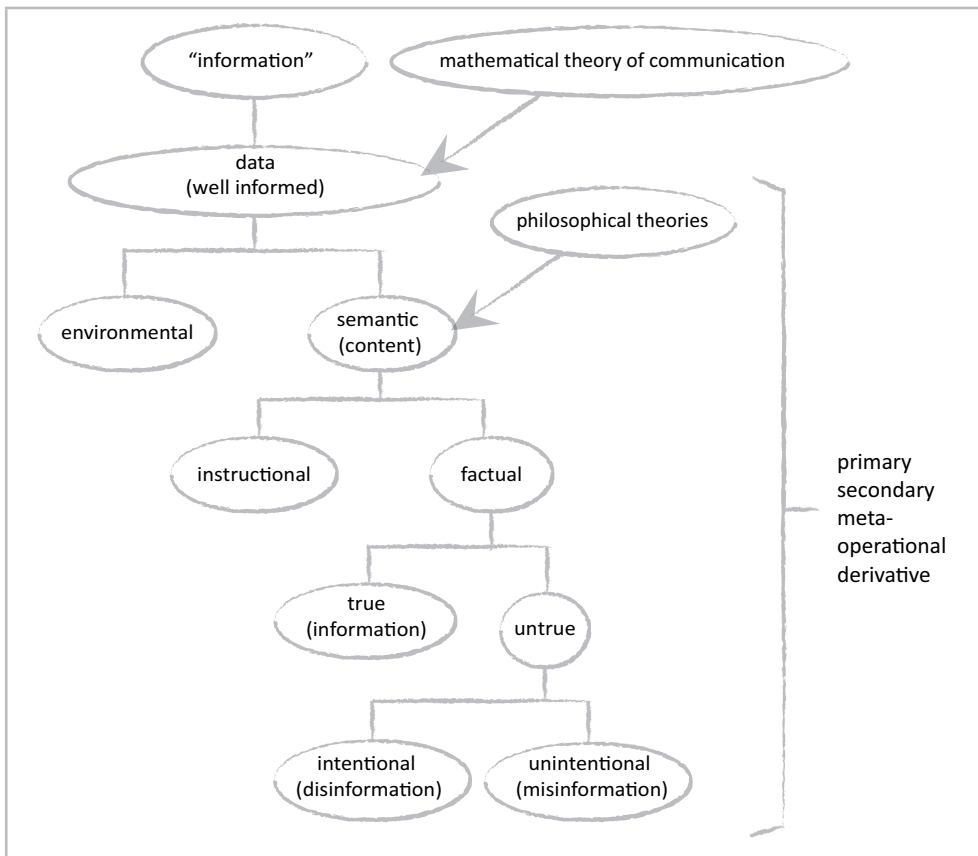 “information”
mathematical theory of communication
data
(well informed)
philosophical theories
environmental
semantic
(content)
instructional
factual
primary
secondary
meta-
operational
derivative
true
(information)
untrue
intentional
(disinformation)
unintentional
(misinformation)